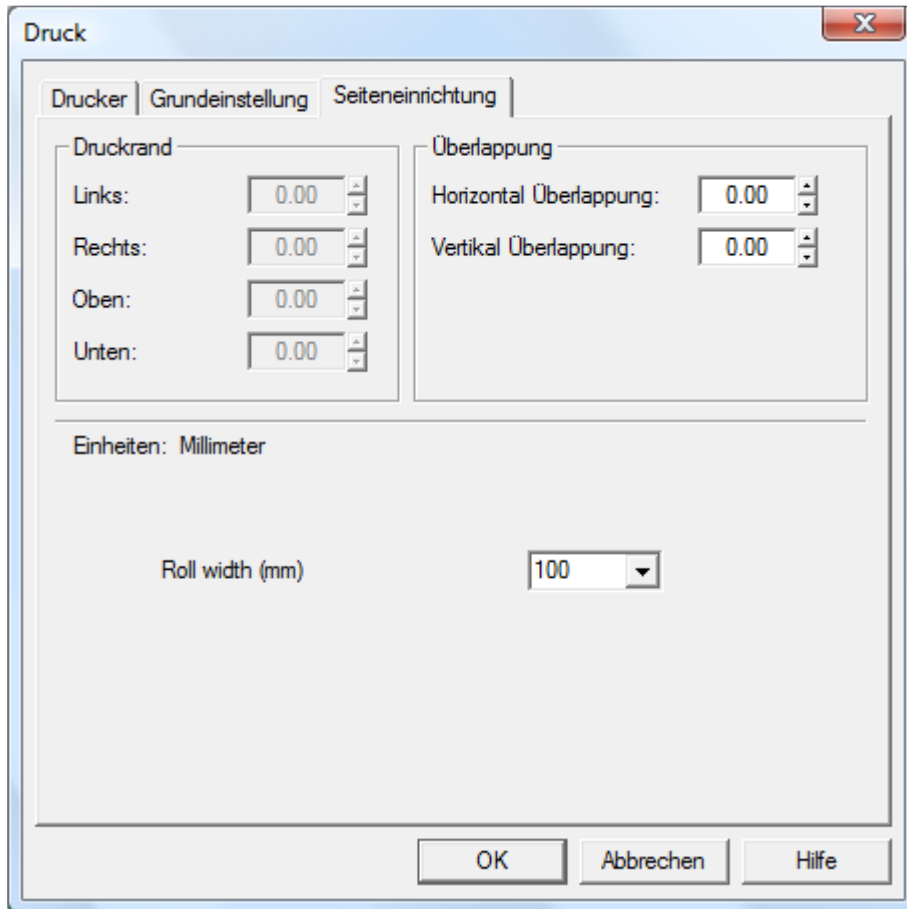 Druck
Drucker Grundeinstellung Seiteneinrichtung
Druckrand
Links: 0.00
Rechts: 0.00
Oben: 0.00
Unten: 0.00
Überlappung
Horizontal Überlappung: 0.00
Vertikal Überlappung: 0.00
Einheiten: Millimeter
Roll width (mm) 100
OK Abbrechen Hilfe